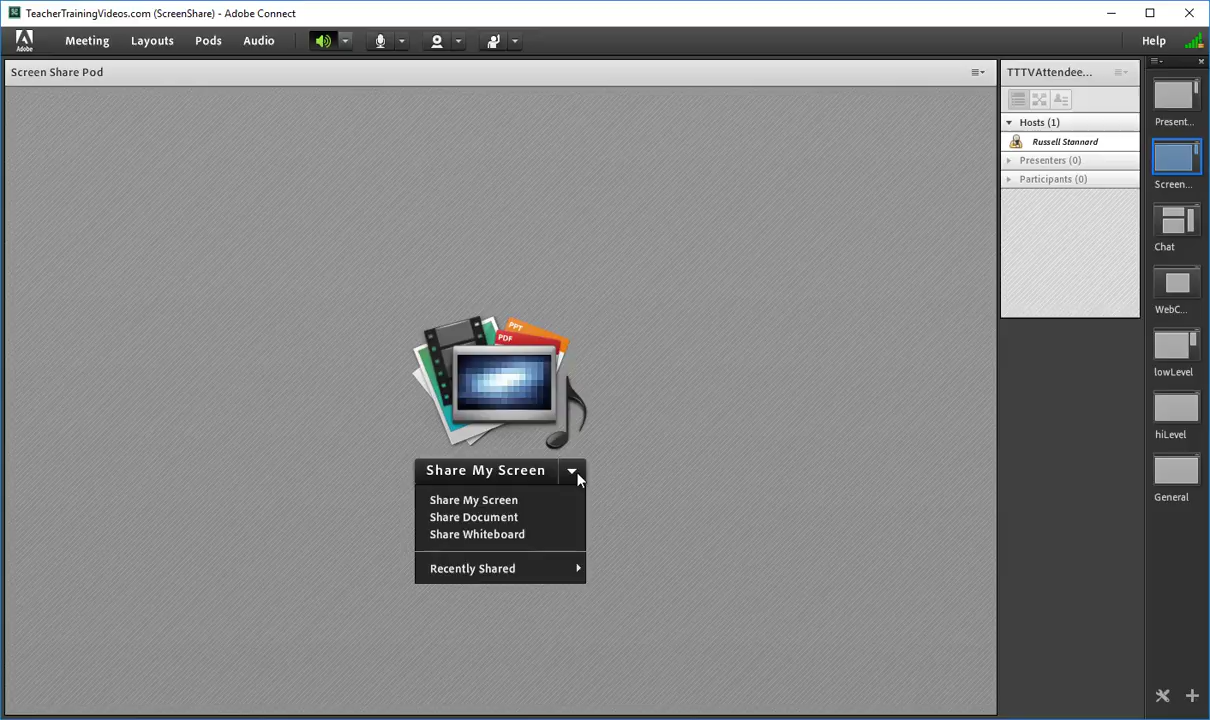 TeacherTrainingVideos.com (ScreenShare) - Adobe Connect
Adobe
Meeting Layouts Pods Audio Help
Screen Share Pod
TTTVAttendee...
Hosts (1)
Russell Stannard
Presenters (0)
Participants (0)
Present...
Screen...
Chat
WebC...
lowLevel
hiLevel
General
PPT
PDF
Share My Screen
Share My Screen
Share Document
Share Whiteboard
Recently Shared